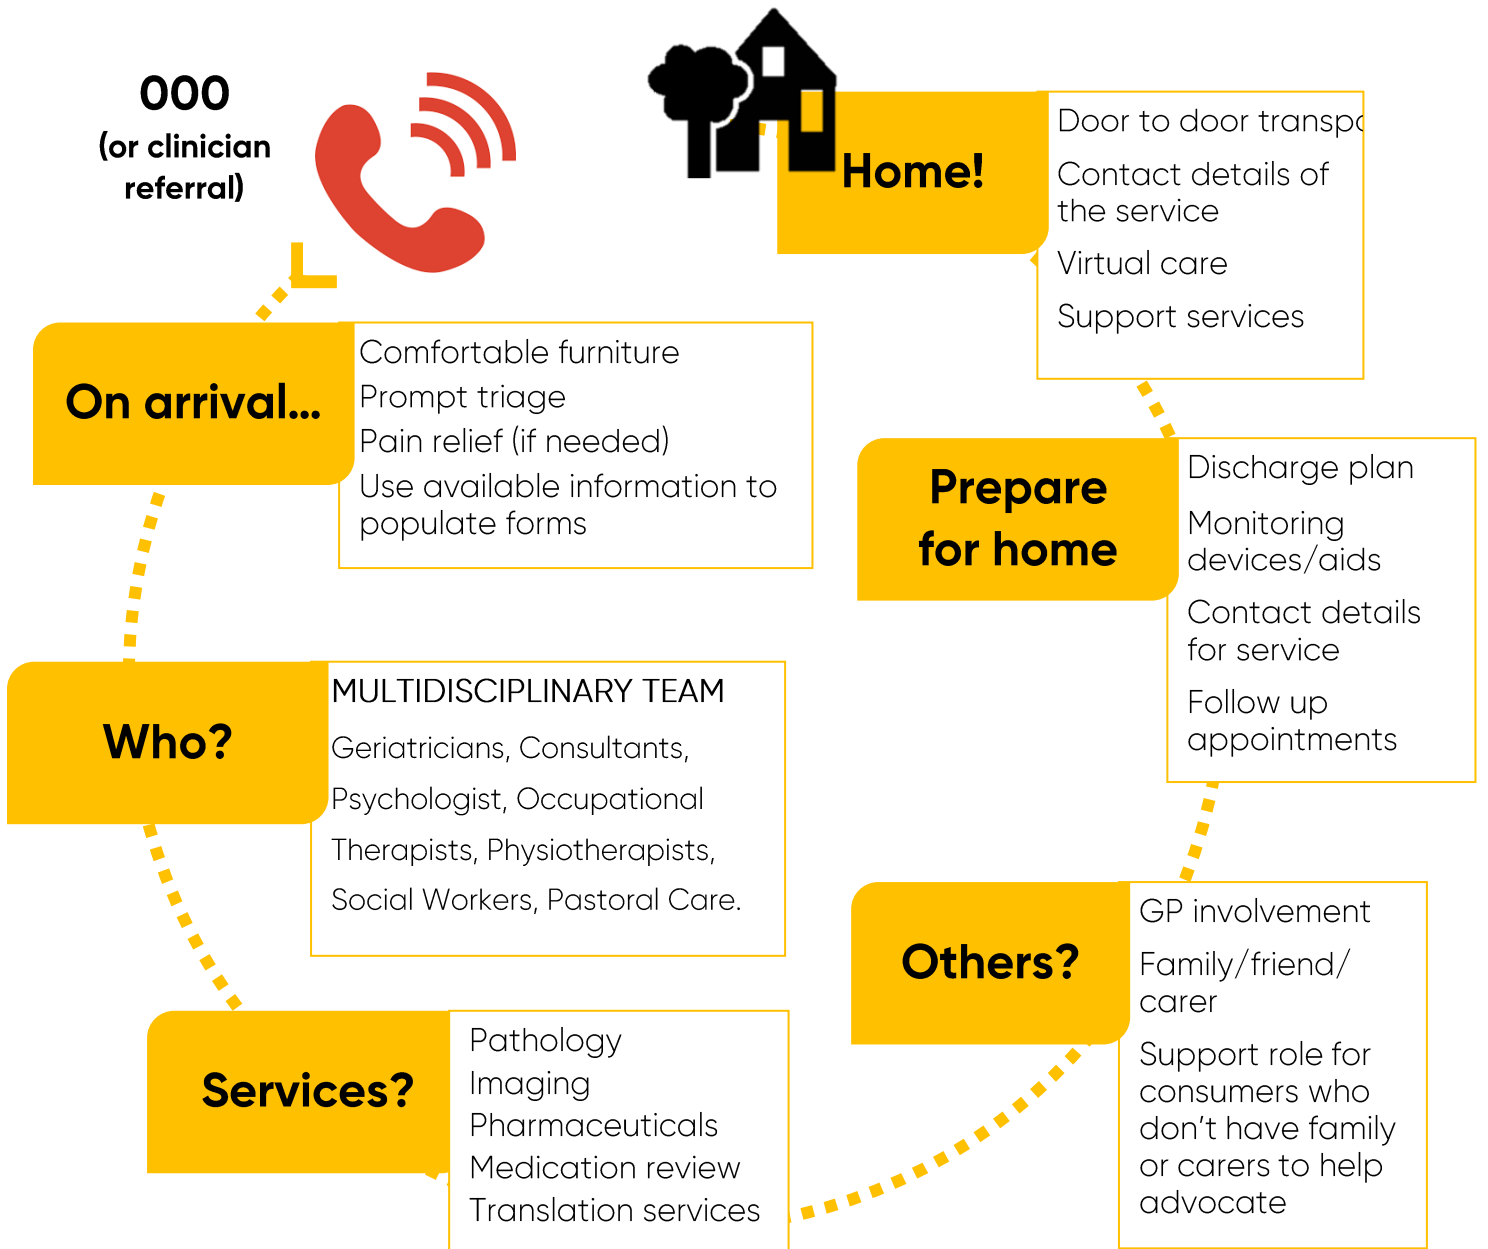 000
(or clinician
referral)
On arrival...
Comfortable furniture
Prompt triage
Pain relief (if needed)
Use available information to
populate forms
Who?
MULTIDISCIPLINARY TEAM
Geriatricians, Consultants,
Psychologist, Occupational
Therapists, Physiotherapists,
Social Workers, Pastoral Care.
Services?
Pathology
Imaging
Pharmaceuticals
Medication review
Translation services
Others?
GP involvement
Family/friend/
carer
Support role for
consumers who
don't have family
or carers to help
advocate
Prepare
for home
Discharge plan
Monitoring
devices/aids
Contact details
for service
Follow up
appointments
Home!
Door to door
Contact details of
the service
Virtual care
Support services